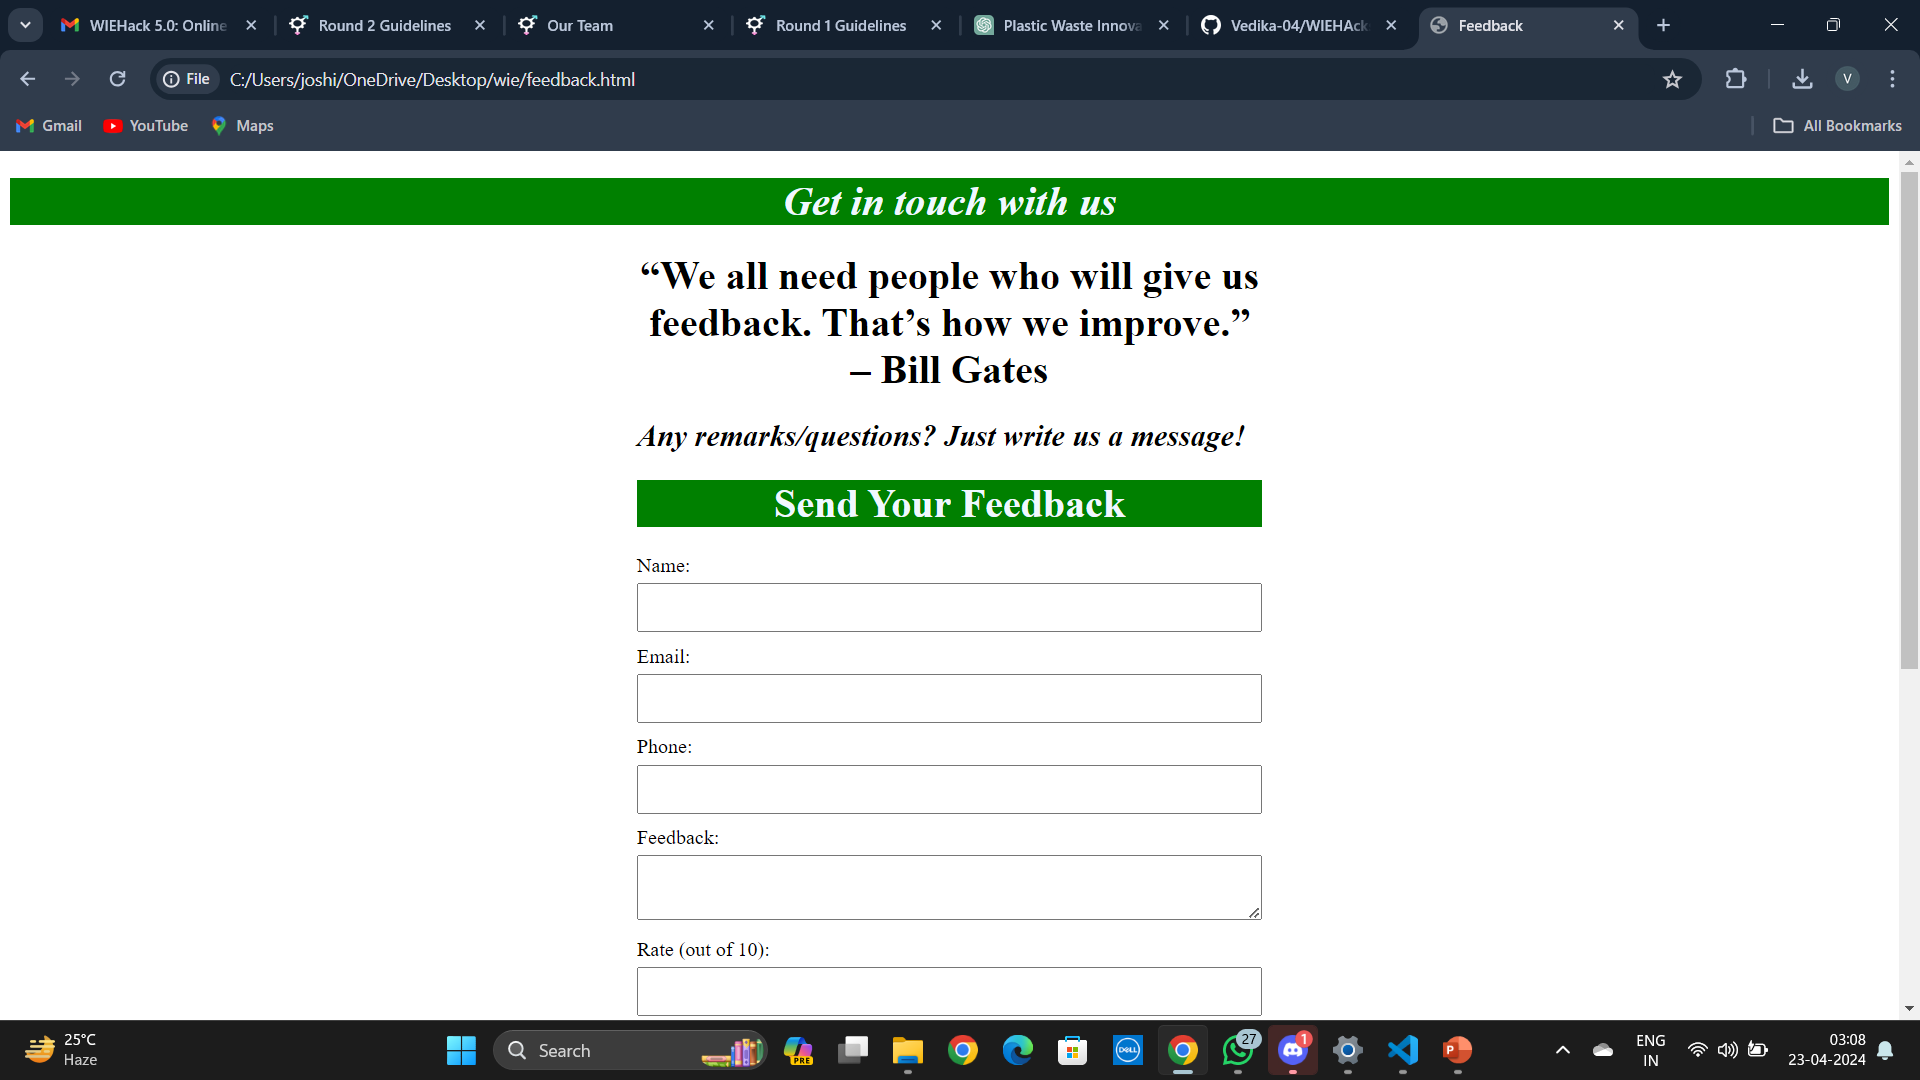 WIEHack 5.0: Online
Round 2 Guidelines
Our Team
Round 1 Guidelines
Plastic Waste Innova
Vedika-04/WIEHAck
Feedback
File
C:/Users/joshi/OneDrive/Desktop/wie/feedback.html
V
Gmail
YouTube
Maps
All Bookmarks
Get in touch with us
“We all need people who will give us
feedback. That’s how we improve.”
– Bill Gates
Any remarks/questions? Just write us a message!
Send Your Feedback
Name:
Email:
Phone:
Feedback:
Rate (out of 10):
25°C
Haze
Search
PRE
DELL
27
1
P
ENG
IN
03:08
23-04-2024